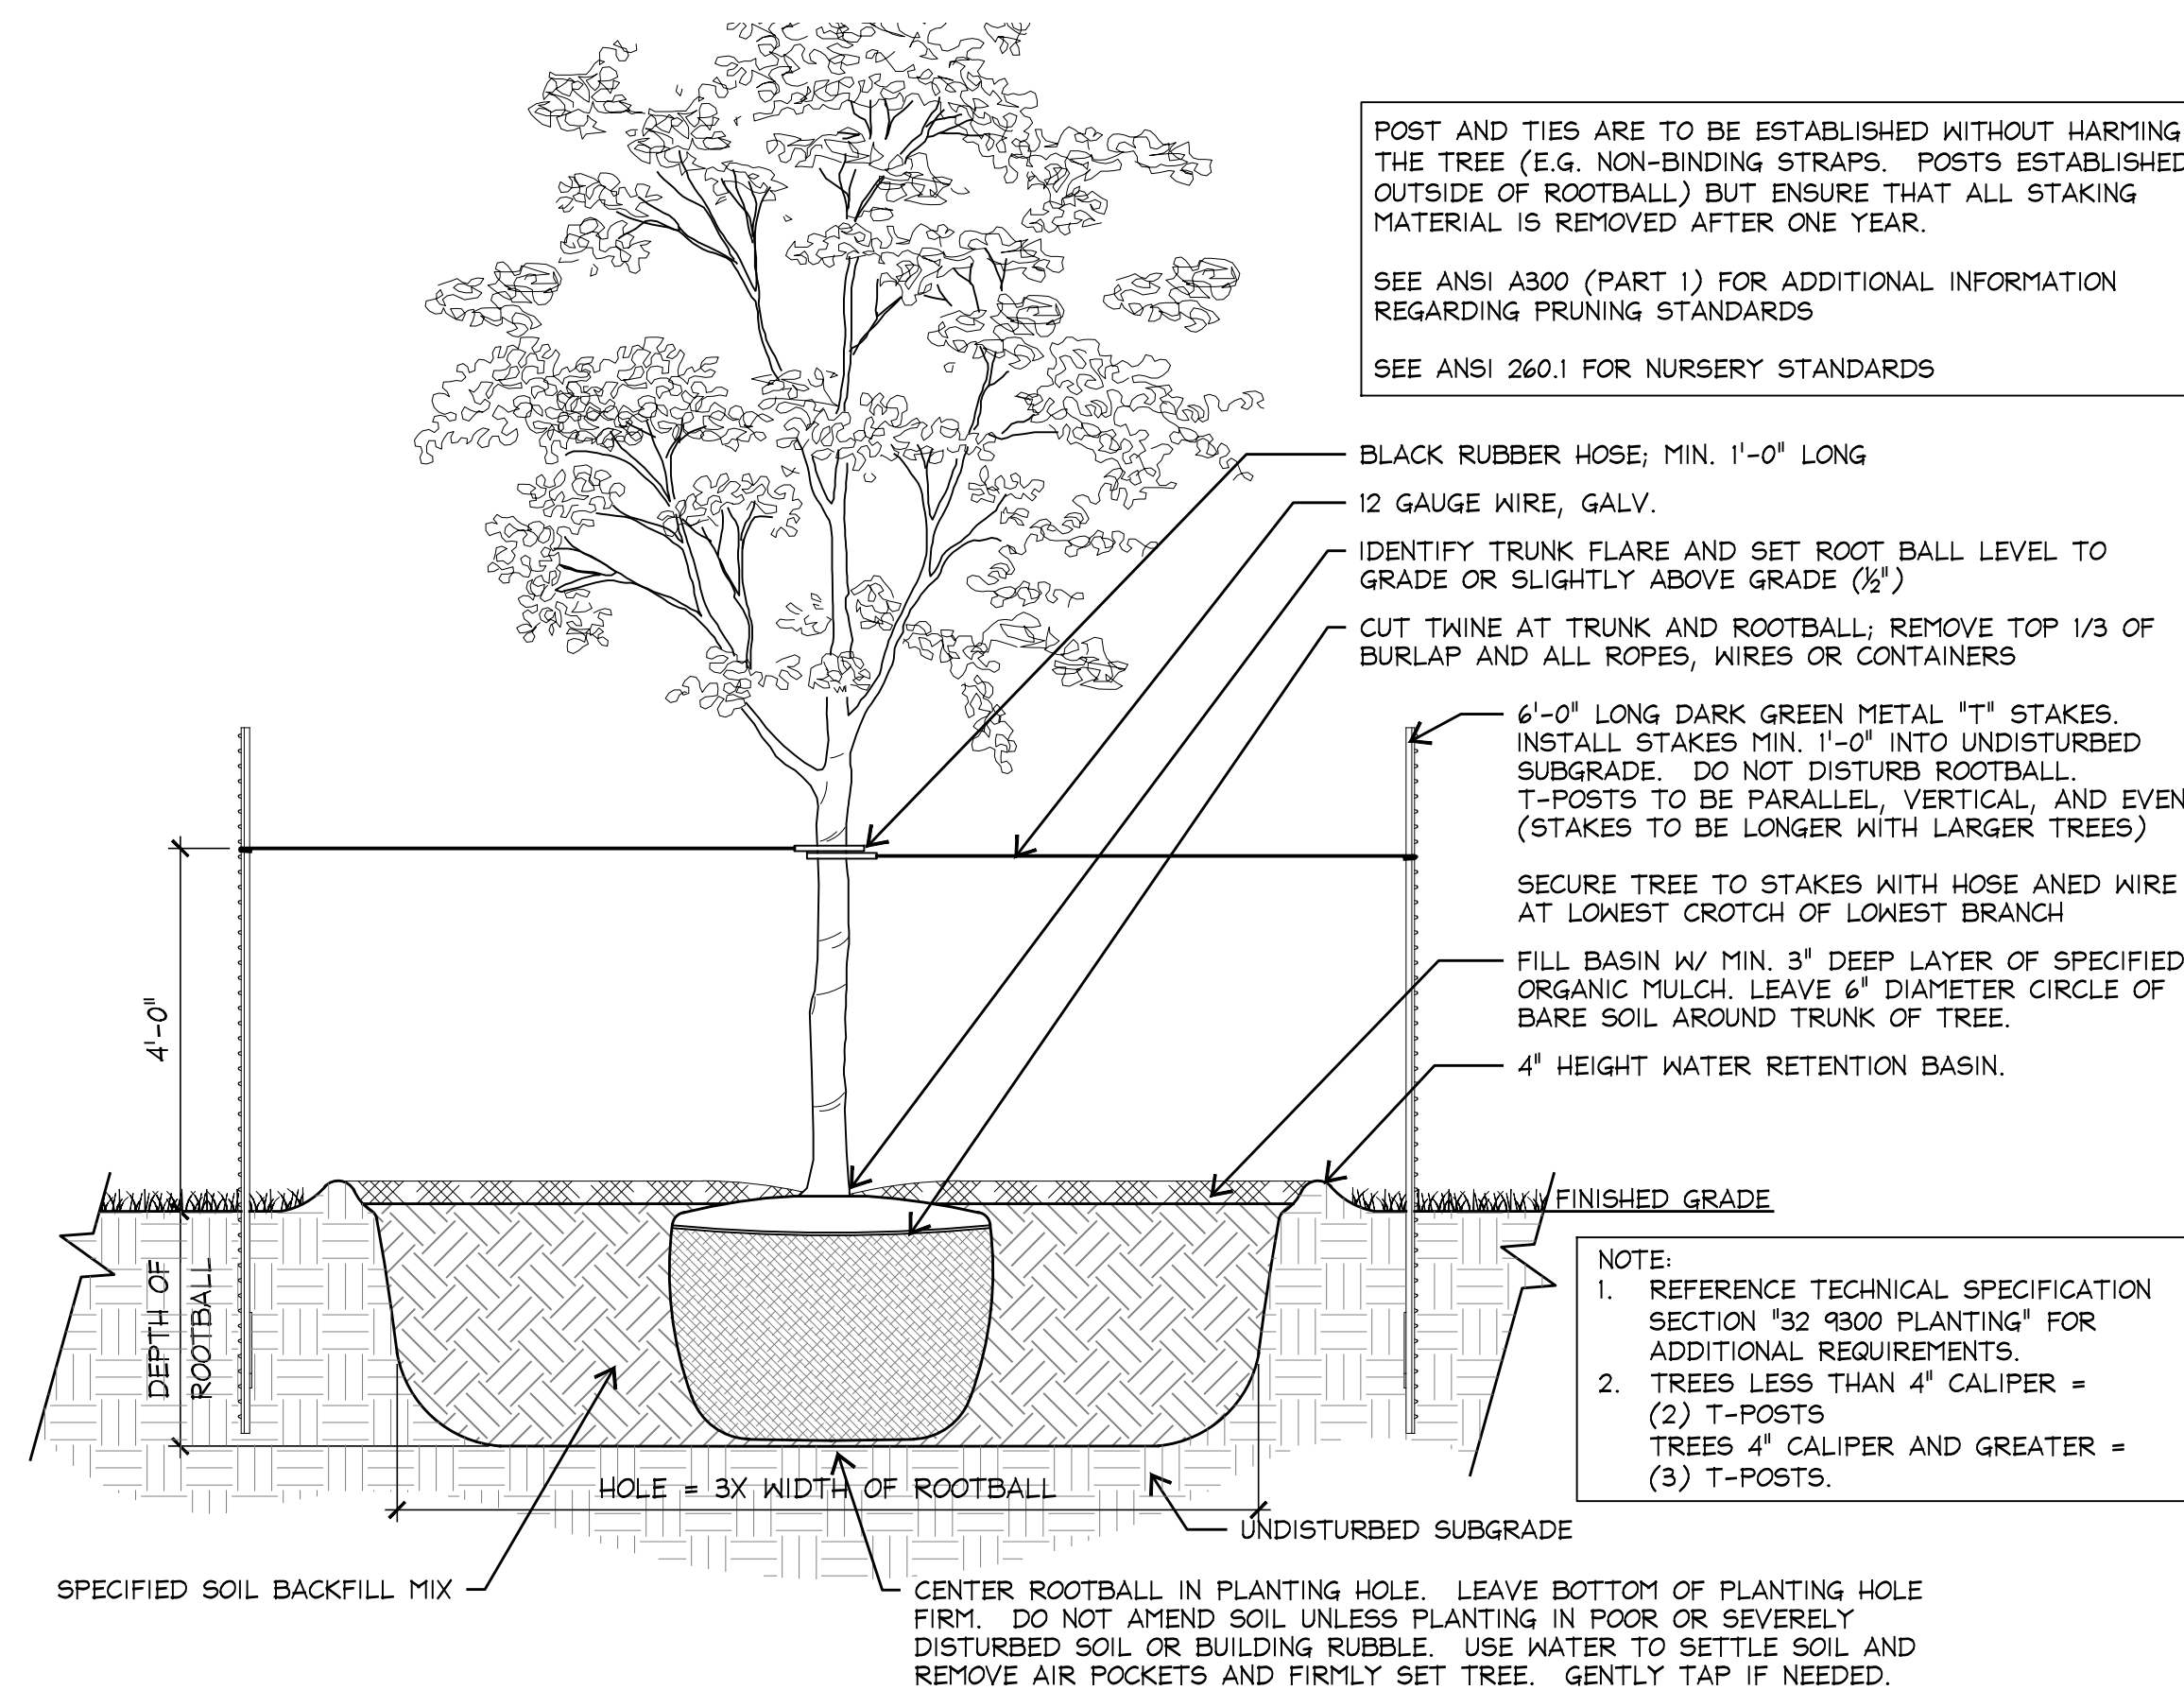 POST AND TIES ARE TO BE ESTABLISHED WITHOUT HARMING
THE TREE (E.G. NON-BINDING STRAPS. POSTS ESTABLISHED
OUTSIDE OF ROOTBALL) BUT ENSURE THAT ALL STAKING
MATERIAL IS REMOVED AFTER ONE YEAR.
SEE ANSI A300 (PART 1) FOR ADDITIONAL INFORMATION
REGARDING PRUNING STANDARDS
SEE ANSI 260.1 FOR NURSERY STANDARDS
BLACK RUBBER HOSE; MIN. 1'-0" LONG
12 GAUGE WIRE, GALV.
IDENTIFY TRUNK FLARE AND SET ROOT BALL LEVEL TO
GRADE OR SLIGHTLY ABOVE GRADE (½")
CUT TWINE AT TRUNK AND ROOTBALL; REMOVE TOP 1/3 OF
BURLAP AND ALL ROPES, WIRES OR CONTAINERS
6'-0" LONG DARK GREEN METAL "T" STAKES.
INSTALL STAKES MIN. 1'-0" INTO UNDISTURBED
SUBGRADE. DO NOT DISTURB ROOTBALL.
T-POSTS TO BE PARALLEL, VERTICAL, AND EVEN
(STAKES TO BE LONGER WITH LARGER TREES)
SECURE TREE TO STAKES WITH HOSE ANED WIRE
AT LOWEST CROTCH OF LOWEST BRANCH
FILL BASIN W/ MIN. 3" DEEP LAYER OF SPECIFIED
ORGANIC MULCH. LEAVE 6" DIAMETER CIRCLE OF
BARE SOIL AROUND TRUNK OF TREE.
4" HEIGHT WATER RETENTION BASIN.
4'-0"
FINISHED GRADE
DEPTH OF
ROOTBALL
NOTE:
1. REFERENCE TECHNICAL SPECIFICATION
SECTION "32 9300 PLANTING" FOR
ADDITIONAL REQUIREMENTS.
2. TREES LESS THAN 4" CALIPER =
(2) T-POSTS
TREES 4" CALIPER AND GREATER =
(3) T-POSTS.
HOLE = 3X WIDTH OF ROOTBALL
UNDISTURBED SUBGRADE
SPECIFIED SOIL BACKFILL MIX
CENTER ROOTBALL IN PLANTING HOLE. LEAVE BOTTOM OF PLANTING HOLE
FIRM. DO NOT AMEND SOIL UNLESS PLANTING IN POOR OR SEVERELY
DISTURBED SOIL OR BUILDING RUBBLE. USE WATER TO SETTLE SOIL AND
REMOVE AIR POCKETS AND FIRMLY SET TREE. GENTLY TAP IF NEEDED.